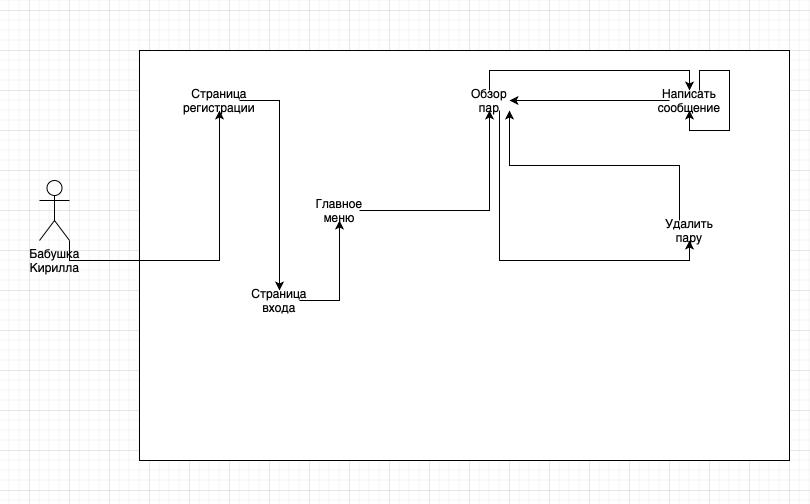 Страница
регистрации
Обзор
пар
Написать
сообщение
Главное
меню
Удалить
пару
Бабушка
Кирилла
Страница
входа